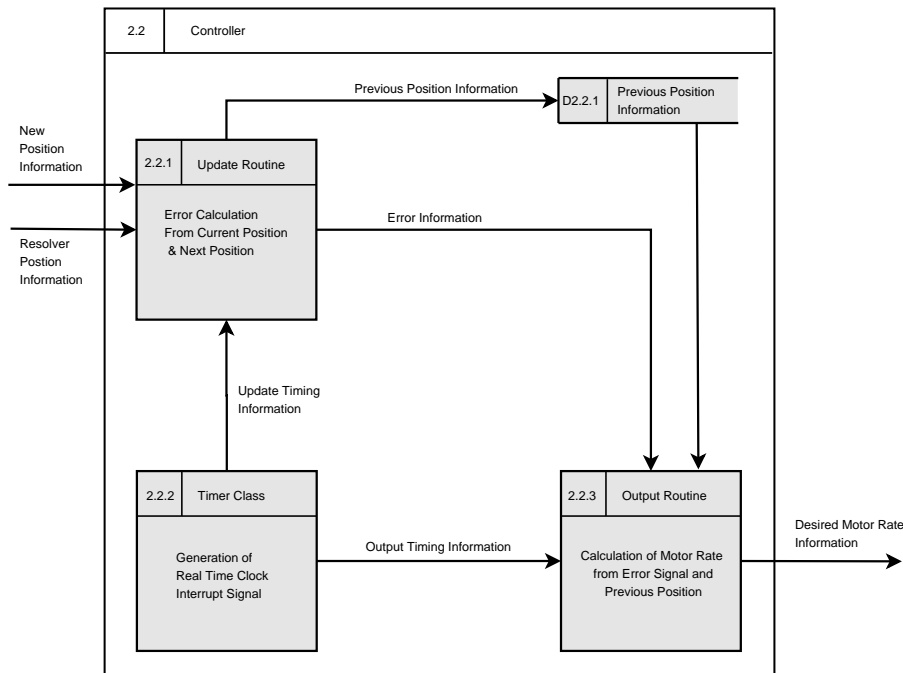 2.2 Controller
Previous Position Information
D2.2.1 Previous Position
Information
New
Position
Information
2.2.1 Update Routine
Error Calculation
From Current Position
& Next Position
Error Information
Resolver
Postion
Information
Update Timing
Information
2.2.2 Timer Class
Generation of
Real Time Clock
Interrupt Signal
Output Timing Information
2.2.3 Output Routine
Calculation of Motor Rate
from Error Signal and
Previous Position
Desired Motor Rate
Information